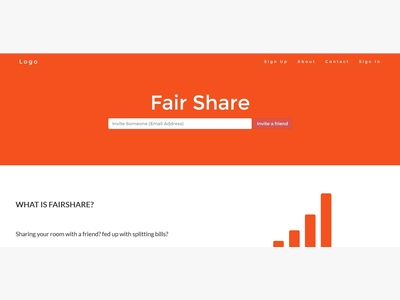 Logo
Sign Up About Contact Sign In
Fair Share
Invite Someone (Email Address)
Invite a friend
WHAT IS FAIRSHARE?
Sharing your room with a friend? fed up with splitting bills?